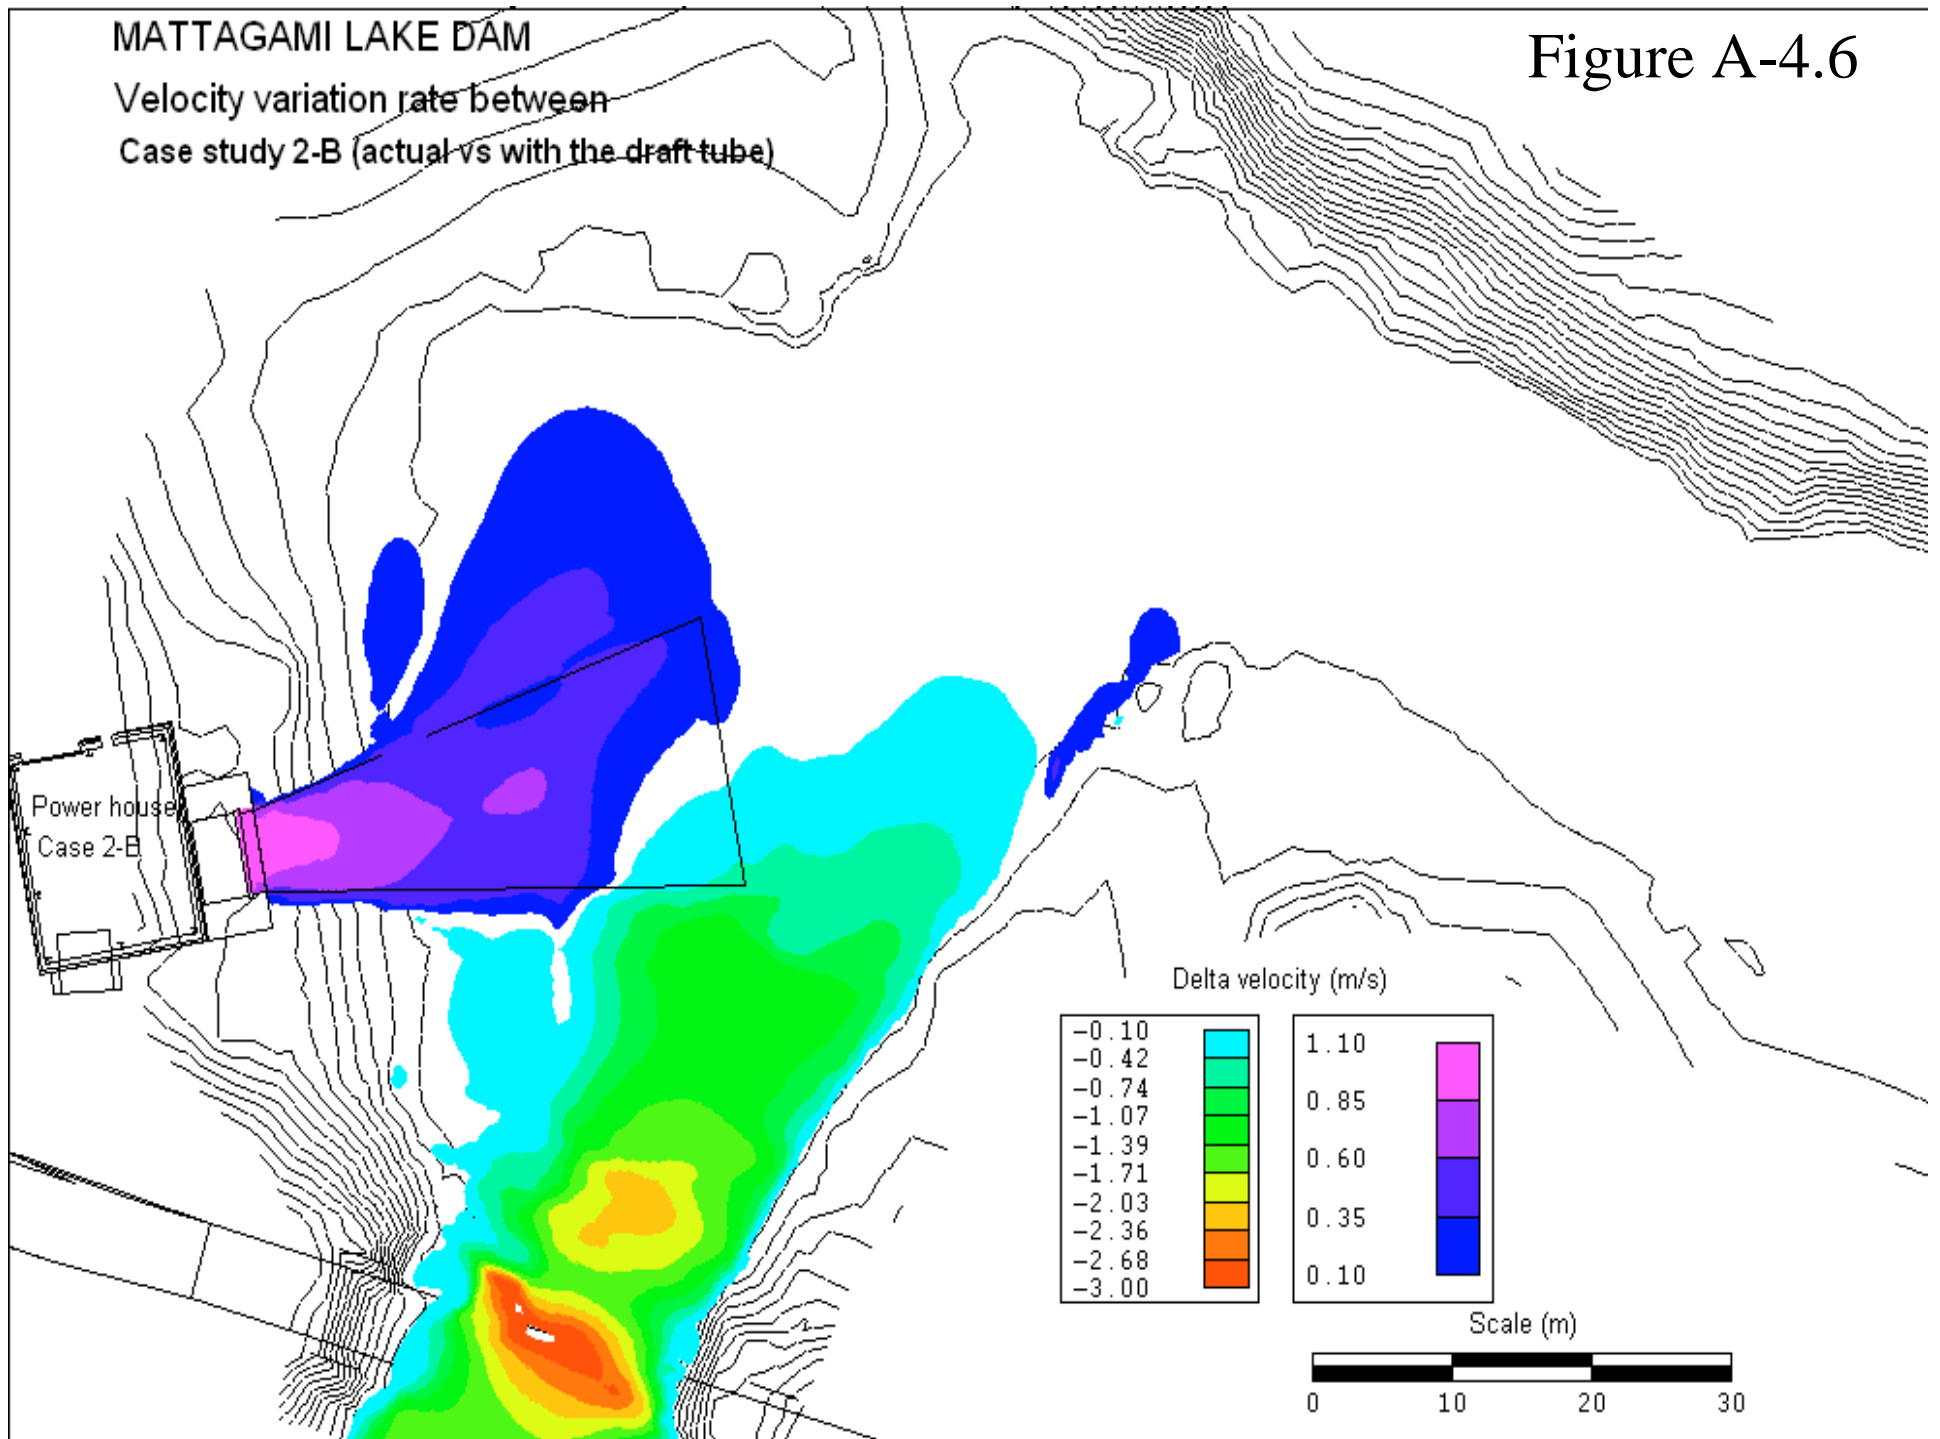 MATTAGAMI LAKE DAM
Figure A-4.6
Velocity variation rate between
Case study 2-B (actual vs with the draft tube)
Power house
Case 2-B
Delta velocity (m/s)
-0.10
-0.42
-0.74
-1.07
-1.39
-1.71
-2.03
-2.36
-2.68
-3.00
1.10
0.85
0.60
0.35
0.10
Scale (m)
0 10 20 30